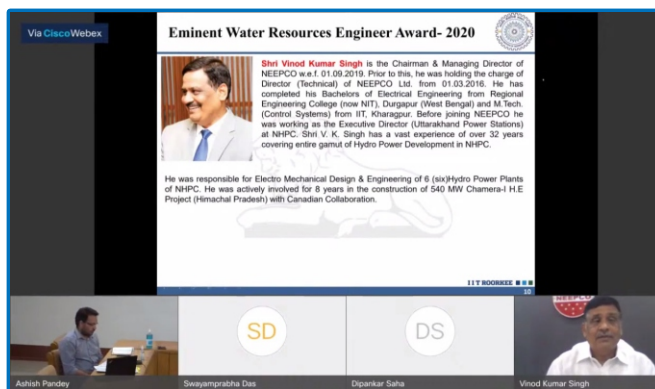 Via Cisco Webex
Eminent Water Resources Engineer Award- 2020
Shri Vinod Kumar Singh is the Chairman & Managing Director of
NEEPCO w.e.f. 01.09.2019. Prior to this, he was holding the charge of
Director (Technical) of NEEPCO Ltd. from 01.03.2016. He has
completed his Bachelors of Electrical Engineering from Regional
Engineering College (now NIT), Durgapur (West Bengal) and M.Tech.
(Control Systems) from IIT, Kharagpur. Before joining NEEPCO he
was working as the Executive Director (Uttarakhand Power Stations)
at NHPC. Shri V. K. Singh has a vast experience of over 32 years
covering entire gamut of Hydro Power Development in NHPC.
He was responsible for Electro Mechanical Design & Engineering of 6 (six)Hydro Power Plants
of NHPC. He was actively involved for 8 years in the construction of 540 MW Chamera-I H.E
Project (Himachal Pradesh) with Canadian Collaboration.
IIT ROORKEE
10
SD
DS
NEEPCO
Ashish Pandey
Swayamprabha Das
Dipankar Saha
Vinod Kumar Singh